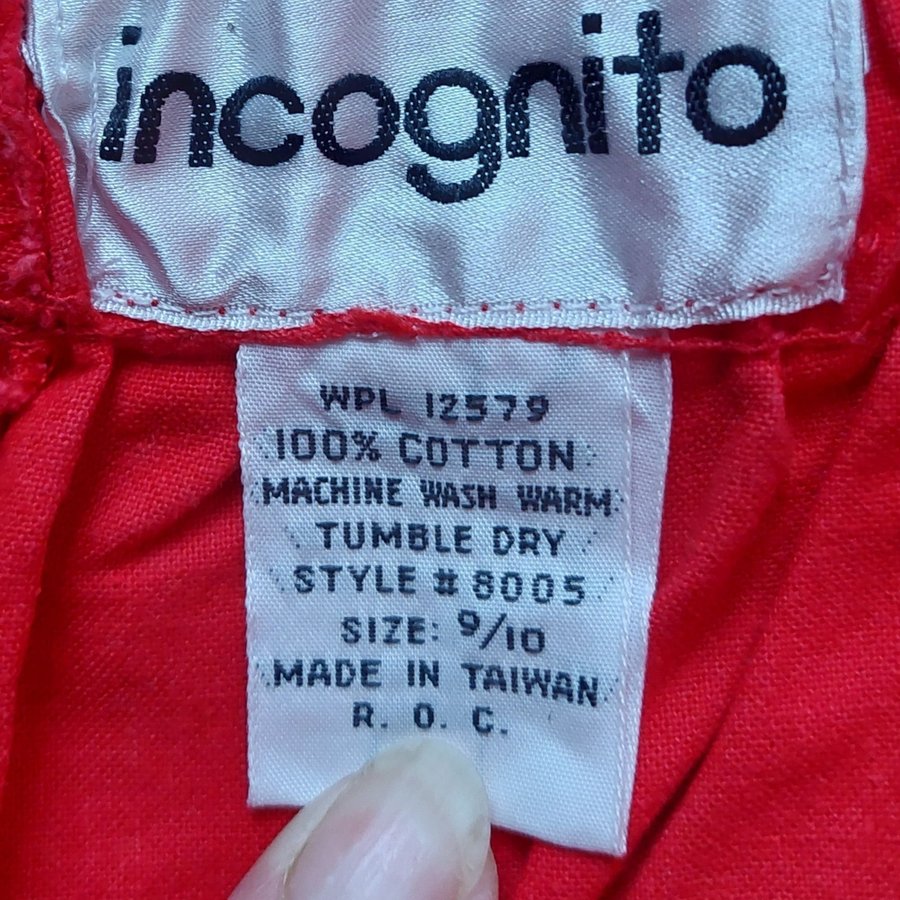 incognito
WPL 12579
100% COTTON
MACHINE WASH WARM
TUMBLE DRY
STYLE # 8005
SIZE: 9/10
MADE IN TAIWAN
R. O. C.